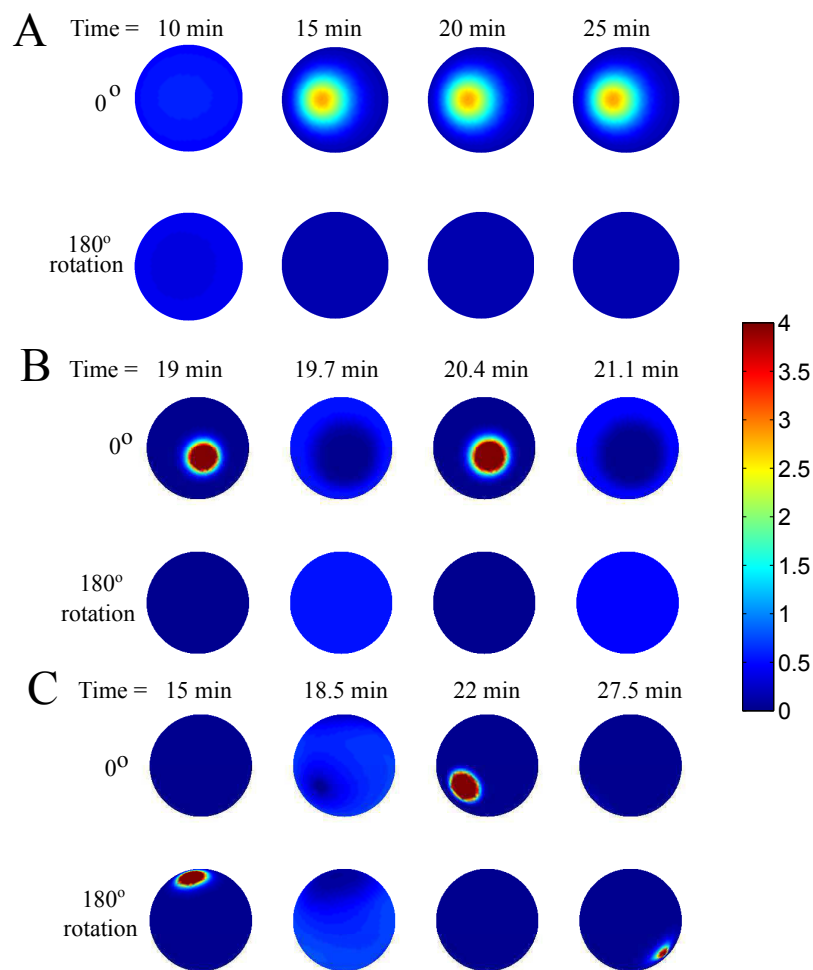 A
Time = 10 min 15 min 20 min 25 min
0°
180°
rotation
B
Time = 19 min 19.7 min 20.4 min 21.1 min
0°
180°
rotation
C
Time = 15 min 18.5 min 22 min 27.5 min
0°
180°
rotation
4
3.5
3
2.5
2
1.5
1
0.5
0